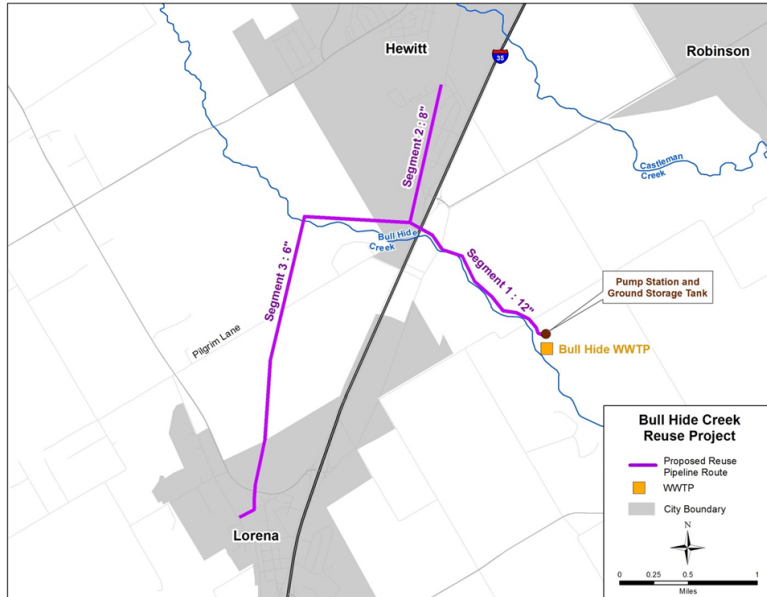 Hewitt
35
Robinson
Segment 2 : 8"
Castleman
Creek
Bull Hide
Creek
Segment 3 : 6"
Segment 1 : 12"
Pump Station and
Ground Storage Tank
Pilgrim Lane
Bull Hide WWTP
Lorena
Bull Hide Creek
Reuse Project
Proposed Reuse
Pipeline Route
WWTP
City Boundary
N
0 0.25 0.5 1
Miles